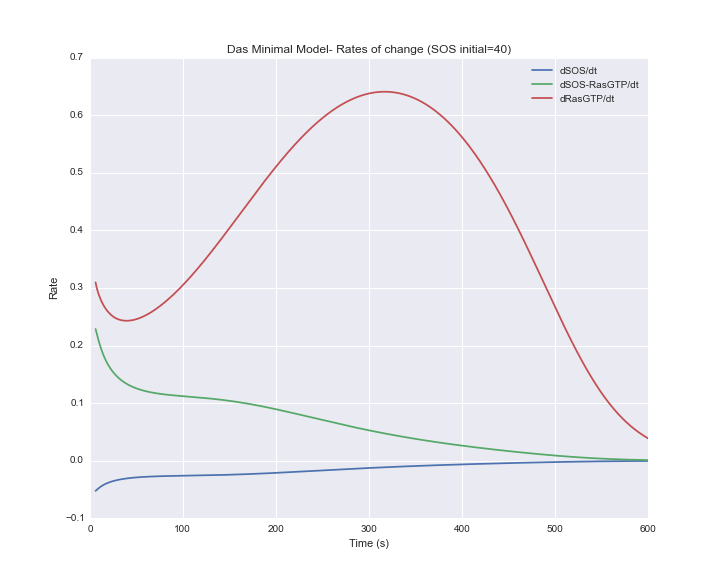 Das Minimal Model- Rates of change (SOS initial=40)
0.7
dSOS/dt
dSOS-RasGTP/dt
dRasGTP/dt
0.6
0.5
0.4
Rate
0.3
0.2
0.1
0.0
−0.1
0 100 200 300 400 500 600
Time (s)